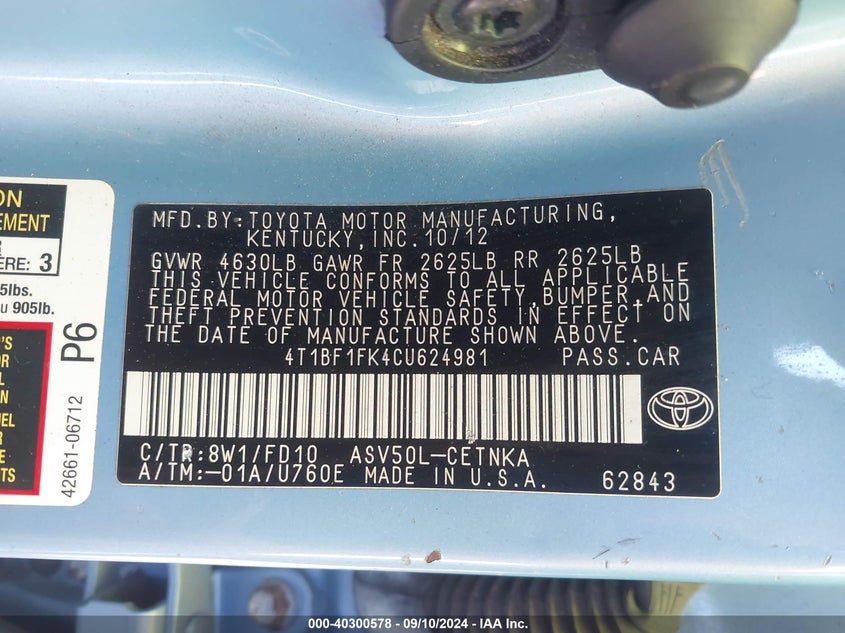 ON
EMENT
R
ÈRE: 3
5lbs.
u 905lb.
P6
42661-06712
MFD.BY:TOYOTA MOTOR MANUFACTURING,
KENTUCKY,INC.10/12
GVWR 4630LB GAWR FR 2625LB RR 2625LB
THIS VEHICLE CONFORMS TO ALL APPLICABLE
FEDERAL MOTOR VEHICLE SAFETY,BUMPER,AND
THEFT PREVENTION STANDARDS IN EFFECT ON
THE DATE OF MANUFACTURE SHOWN ABOVE.
4T1BF1FK4CU624981 PASS.CAR
C/TR:8W1/FD10 ASV50L-CETNKA
A/TM:-01A/U760E MADE IN U.S.A. 62843
000-40300578 - 09/10/2024 - IAA Inc.